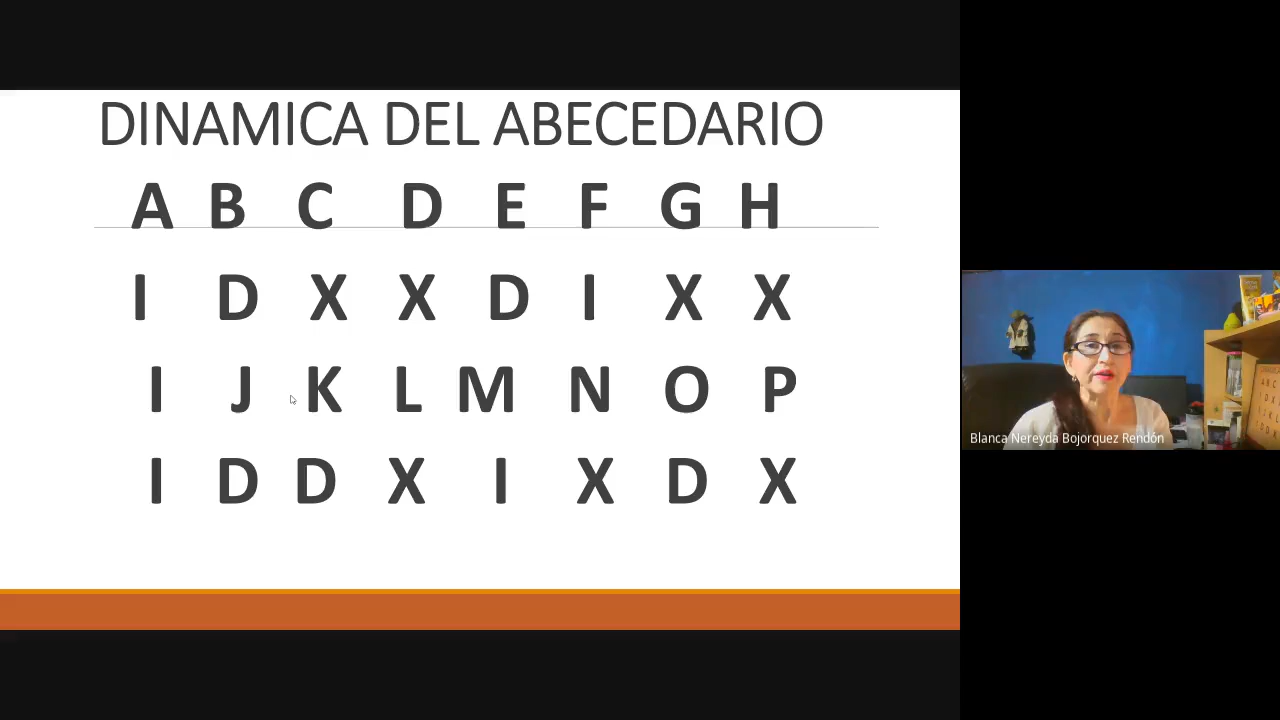 DINAMICA DEL ABECEDARIO
A B C D E F G H
I D X X D I X X
I J K L M N O P
I D D X I X D X
Blanca Nereyda Bojorquez Rendón